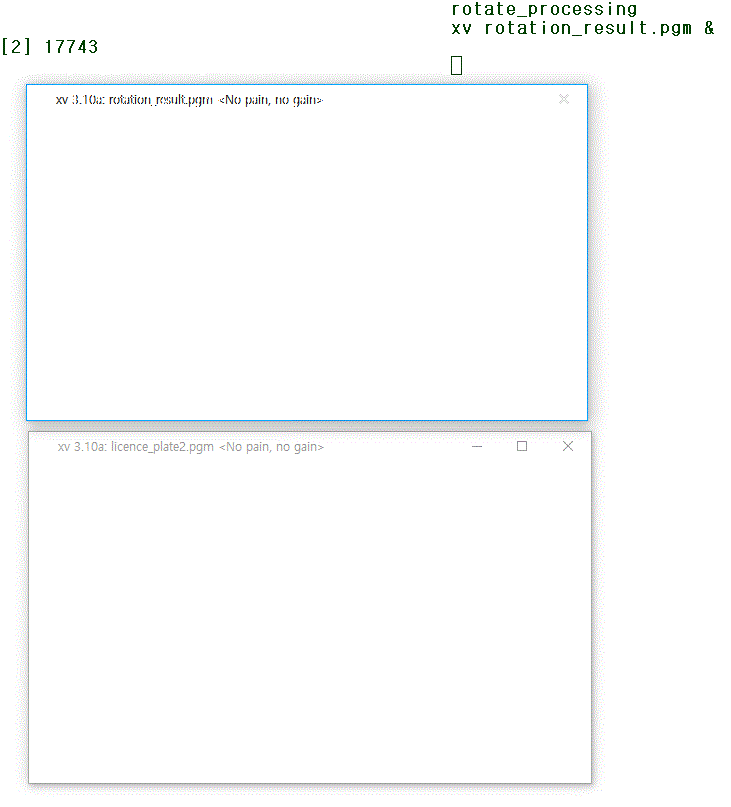 rotate_processing
xv rotation_result.pgm &
[2] 17743
xv 3.10a: rotation_result.pgm <No pain, no gain>
xv 3.10a: licence_plate2.pgm <No pain, no gain>